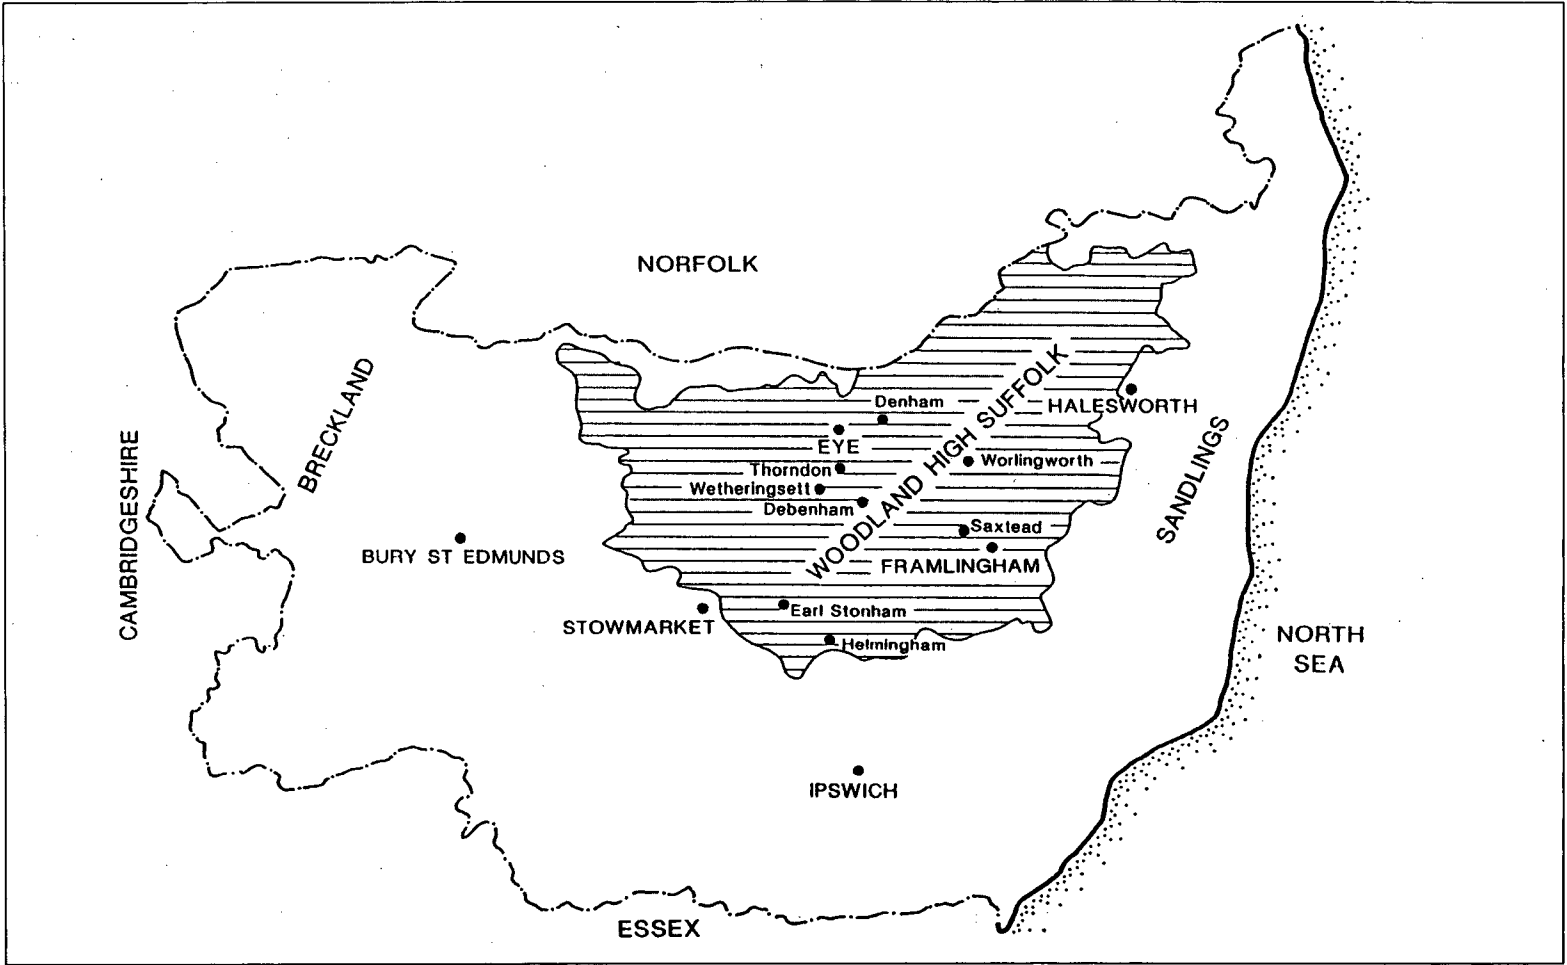 NORFOLK
BRECKLAND
CAMBRIDGESHIRE
WOODLAND HIGH SUFFOLK
Denham
HALESWORTH
EYE
Worlingworth
Thorndon
Wetheringsett
Debenham
SANDLINGS
Saxtead
BURY ST EDMUNDS
FRAMLINGHAM
Earl Stonham
STOWMARKET
Helmingham
NORTH
SEA
IPSWICH
ESSEX